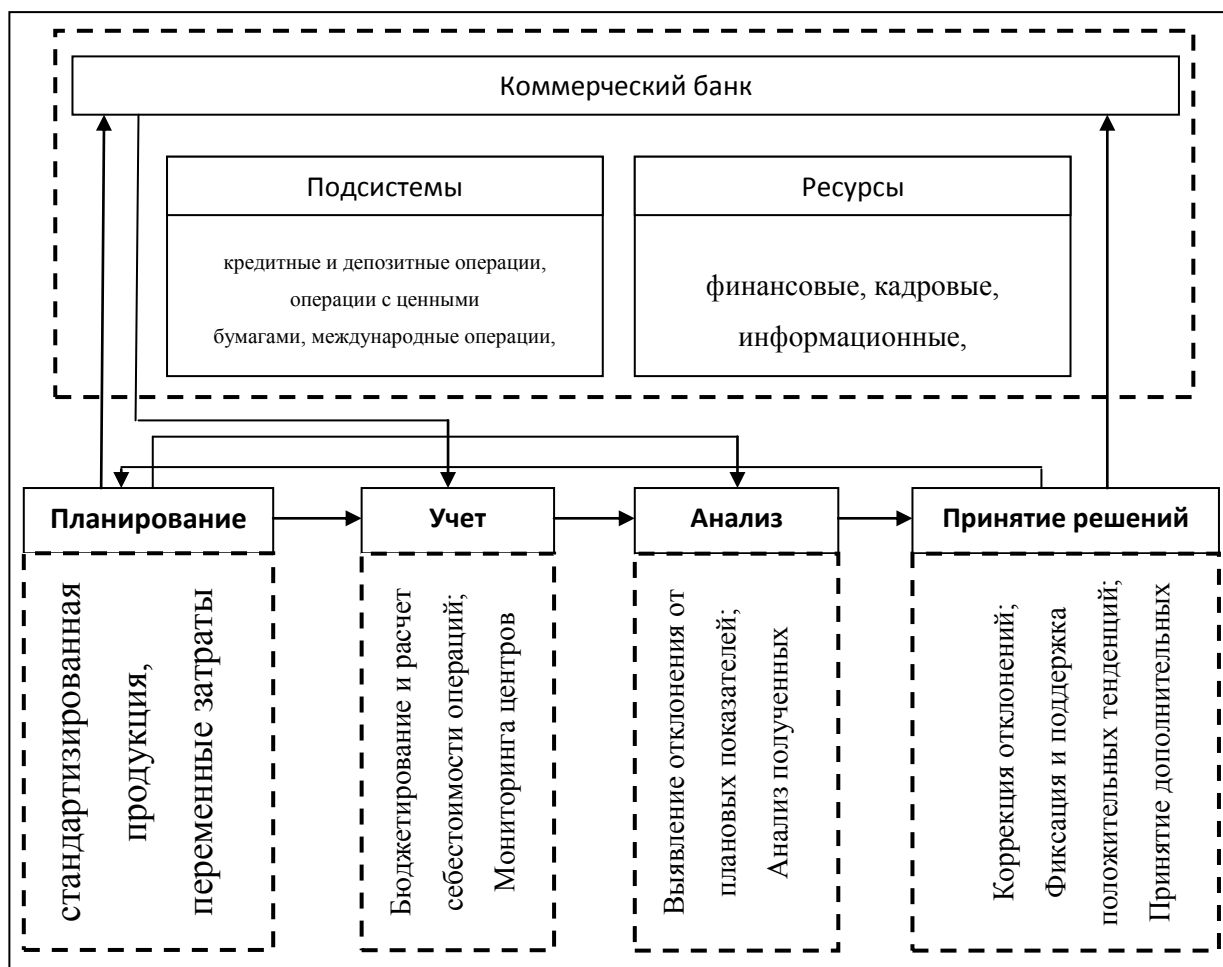 Коммерческий банк
Подсистемы
кредитные и депозитные операции,
операции с ценными
бумагами, международные операции,
Ресурсы
финансовые, кадровые,
информационные,
Планирование
стандартизированная
продукция,
переменные затраты
Учет
Бюджетирование и расчет
себестоимости операций;
Мониторинга центров
Анализ
Выявление отклонения от
плановых показателей;
Анализ полученных
Принятие решений
Коррекция отклонений;
Фиксация и поддержка
положительных тенденций;
Принятие дополнительных